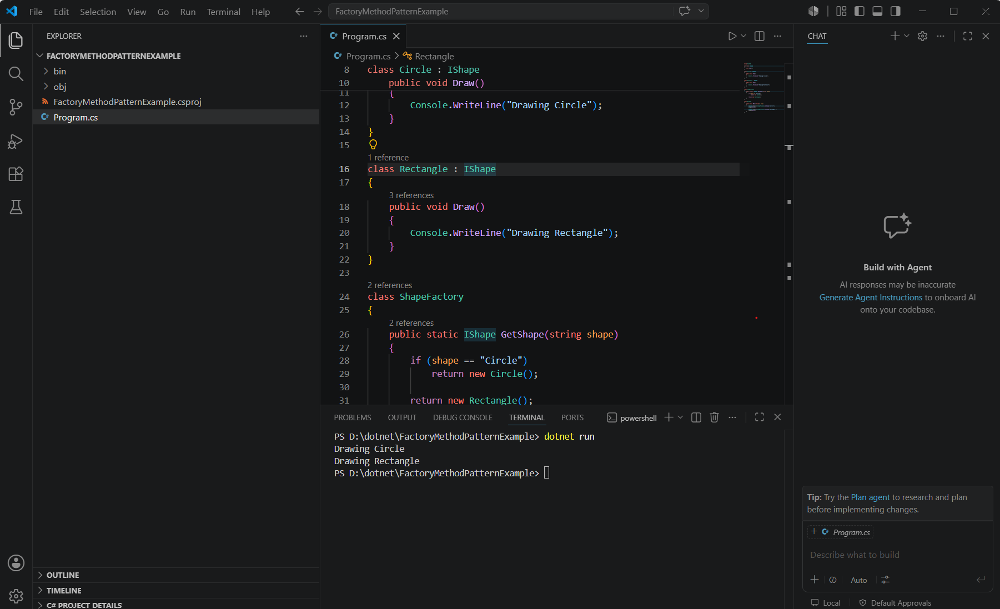 File Edit Selection View Go Run Terminal Help FactoryMethodPatternExample
EXPLORER
FACTORYMETHODPATTERNEXAMPLE
bin
obj
FactoryMethodPatternExample.csproj
C# Program.cs
OUTLINE
TIMELINE
C# PROJECT DETAILS
C# Program.cs
C# Program.cs > Rectangle
8 class Circle : IShape
10 public void Draw()
11 {
12 Console.WriteLine("Drawing Circle");
13 }
14 }
15
1 reference
16 class Rectangle : IShape
17 {
3 references
18 public void Draw()
19 {
20 Console.WriteLine("Drawing Rectangle");
21 }
22 }
23
2 references
24 class ShapeFactory
25 {
2 references
26 public static IShape GetShape(string shape)
27 {
28 if (shape == "Circle")
29 return new Circle();
30
31 return new Rectangle();
PROBLEMS OUTPUT DEBUG CONSOLE TERMINAL PORTS powershell
PS D:\dotnet\FactoryMethodPatternExample> dotnet run
Drawing Circle
Drawing Rectangle
PS D:\dotnet\FactoryMethodPatternExample>
CHAT
Build with Agent
AI responses may be inaccurate
Generate Agent Instructions to onboard AI
onto your codebase.
Tip: Try the Plan agent to research and plan
before implementing changes.
C# Program.cs
Describe what to build
Auto
Local Default Approvals